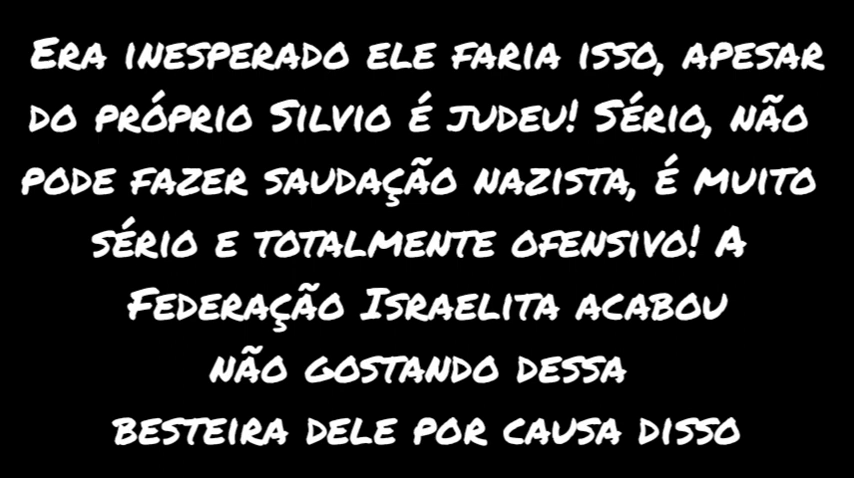 Era inesperado ele faria isso, apesar
do próprio Silvio é judeu! Sério, não
pode fazer saudação nazista, é muito
sério e totalmente ofensivo! A
Federação Israelita acabou
não gostando dessa
besteira dele por causa disso